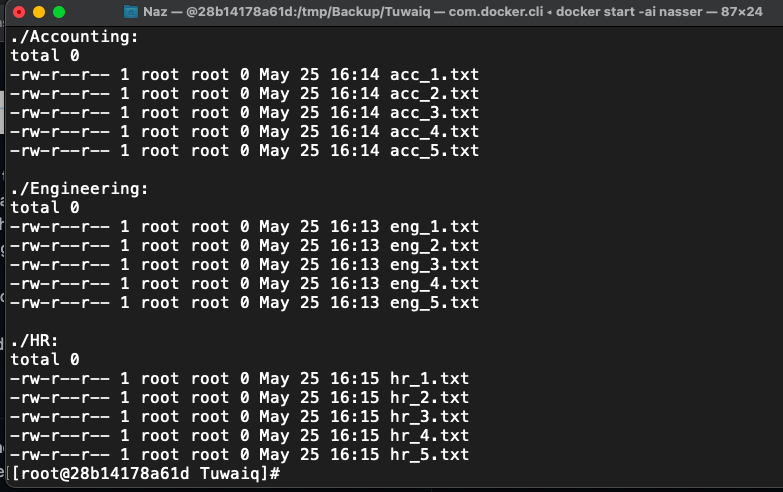 Naz — @28b14178a61d:/tmp/Backup/Tuwaiq — com.docker.cli ◂ docker start -ai nasser — 87×24
./Accounting:
total 0
-rw-r--r-- 1 root root 0 May 25 16:14 acc_1.txt
-rw-r--r-- 1 root root 0 May 25 16:14 acc_2.txt
-rw-r--r-- 1 root root 0 May 25 16:14 acc_3.txt
-rw-r--r-- 1 root root 0 May 25 16:14 acc_4.txt
-rw-r--r-- 1 root root 0 May 25 16:14 acc_5.txt
./Engineering:
total 0
-rw-r--r-- 1 root root 0 May 25 16:13 eng_1.txt
-rw-r--r-- 1 root root 0 May 25 16:13 eng_2.txt
-rw-r--r-- 1 root root 0 May 25 16:13 eng_3.txt
-rw-r--r-- 1 root root 0 May 25 16:13 eng_4.txt
-rw-r--r-- 1 root root 0 May 25 16:13 eng_5.txt
./HR:
total 0
-rw-r--r-- 1 root root 0 May 25 16:15 hr_1.txt
-rw-r--r-- 1 root root 0 May 25 16:15 hr_2.txt
-rw-r--r-- 1 root root 0 May 25 16:15 hr_3.txt
-rw-r--r-- 1 root root 0 May 25 16:15 hr_4.txt
-rw-r--r-- 1 root root 0 May 25 16:15 hr_5.txt
[[root@28b14178a61d Tuwaiq]#